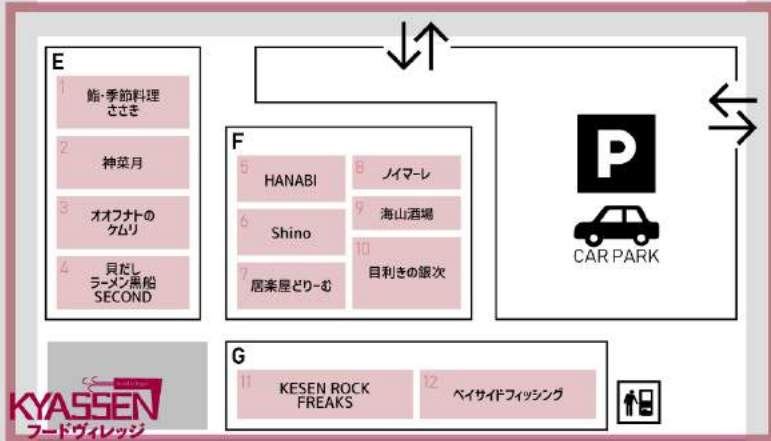 E
1
鮨・季節料理
ささき
2
神菜月
3
オオフナトの
ケムリ
4
貝だし
ラーメン黒船
SECOND
F
5
HANABI
6
Shino
7
居楽屋どりーむ
8
ノイマーレ
9
海山酒場
10
目利きの銀次
P
CAR PARK
G
11
KESEN ROCK
FREAKS
12
ベイサイドフィッシング
KYASSEN
フードヴィレッジ